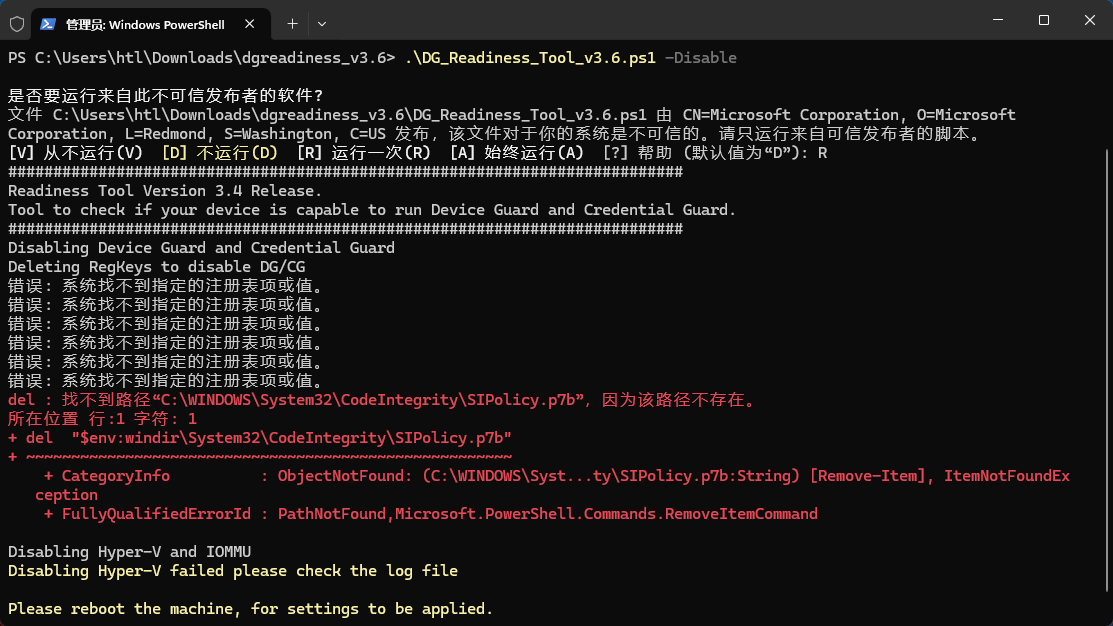 管理员: Windows PowerShell
PS C:\Users\htl\Downloads\dgreadiness_v3.6> .\DG_Readiness_Tool_v3.6.ps1 -Disable
是否要运行来自此不可信发布者的软件?
文件 C:\Users\htl\Downloads\dgreadiness_v3.6\DG_Readiness_Tool_v3.6.ps1 由 CN=Microsoft Corporation, O=Microsoft
Corporation, L=Redmond, S=Washington, C=US 发布，该文件对于你的系统是不可信的。请只运行来自可信发布者的脚本。
[V] 从不运行(V)  [D] 不运行(D)  [R] 运行一次(R)  [A] 始终运行(A)  [?] 帮助 (默认值为“D”): R
###########################################################################
Readiness Tool Version 3.4 Release.
Tool to check if your device is capable to run Device Guard and Credential Guard.
###########################################################################
Disabling Device Guard and Credential Guard
Deleting RegKeys to disable DG/CG
错误: 系统找不到指定的注册表项或值。
错误: 系统找不到指定的注册表项或值。
错误: 系统找不到指定的注册表项或值。
错误: 系统找不到指定的注册表项或值。
错误: 系统找不到指定的注册表项或值。
错误: 系统找不到指定的注册表项或值。
del : 找不到路径“C:\WINDOWS\System32\CodeIntegrity\SIPolicy.p7b”，因为该路径不存在。
所在位置 行:1 字符: 1
+ del  "$env:windir\System32\CodeIntegrity\SIPolicy.p7b"
+ ~~~~~~~~~~~~~~~~~~~~~~~~~~~~~~~~~~~~~~~~~~~~~~~~~~~~~~
    + CategoryInfo          : ObjectNotFound: (C:\WINDOWS\Syst...ty\SIPolicy.p7b:String) [Remove-Item], ItemNotFoundEx
   ception
    + FullyQualifiedErrorId : PathNotFound,Microsoft.PowerShell.Commands.RemoveItemCommand
Disabling Hyper-V and IOMMU
Disabling Hyper-V failed please check the log file
Please reboot the machine, for settings to be applied.